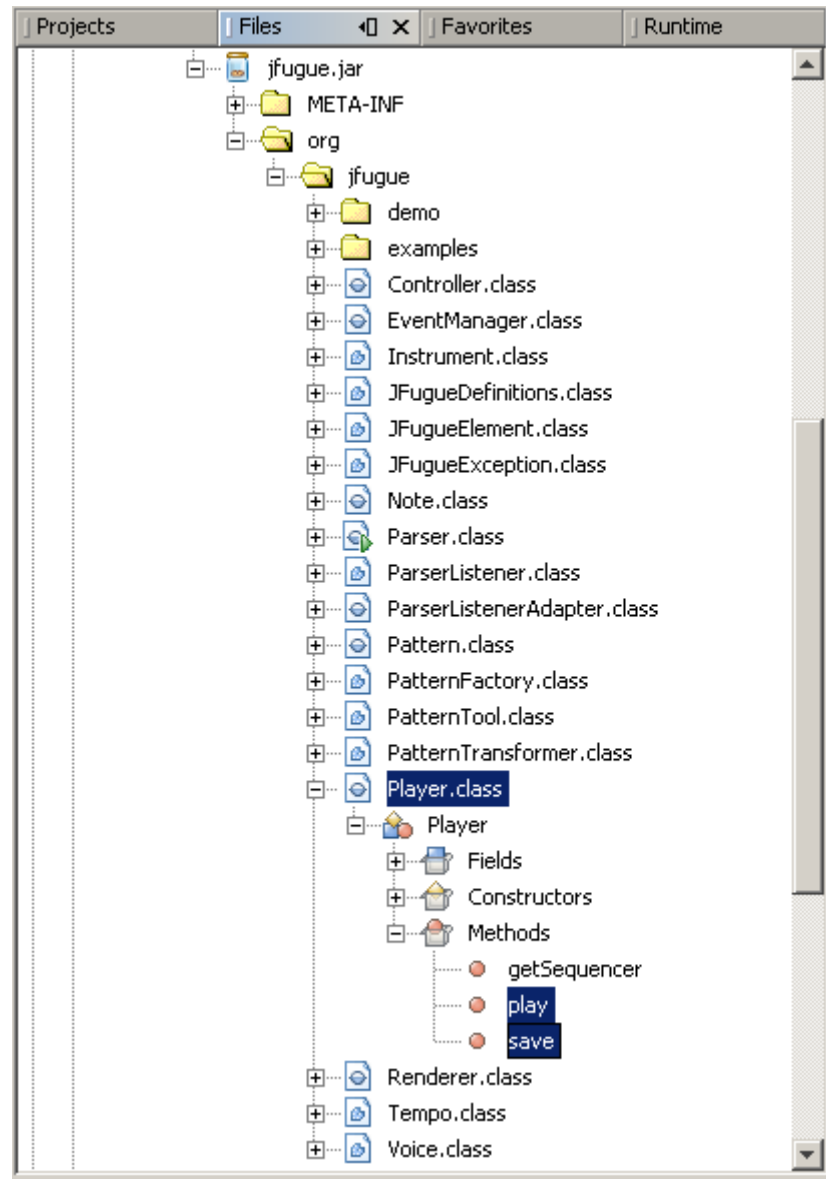 Projects Files Favorites Runtime
jfugue.jar
META-INF
org
jfugue
demo
examples
Controller.class
EventManager.class
Instrument.class
JFugueDefinitions.class
JFugueElement.class
JFugueException.class
Note.class
Parser.class
ParserListener.class
ParserListenerAdapter.class
Pattern.class
PatternFactory.class
PatternTool.class
PatternTransformer.class
Player.class
Player
Fields
Constructors
Methods
getSequencer
play
save
Renderer.class
Tempo.class
Voice.class